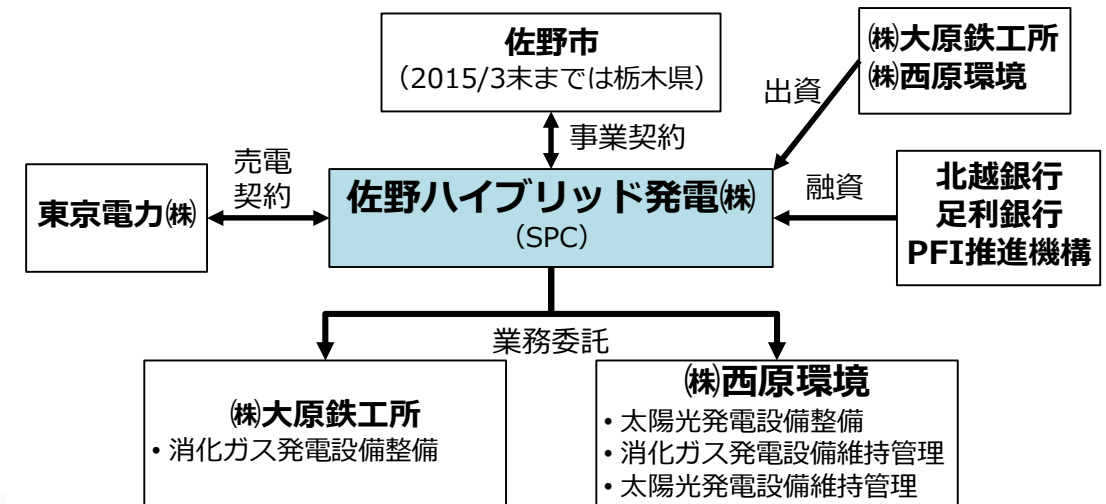 佐野市
（2015/3末までは栃木県）
㈱大原鉄工所
㈱西原環境
出資
事業契約
売電
契約
東京電力㈱
佐野ハイブリッド発電㈱
（SPC）
融資
北越銀行
足利銀行
PFI推進機構
業務委託
㈱大原鉄工所
・消化ガス発電設備整備
㈱西原環境
・太陽光発電設備整備
・消化ガス発電設備維持管理
・太陽光発電設備維持管理